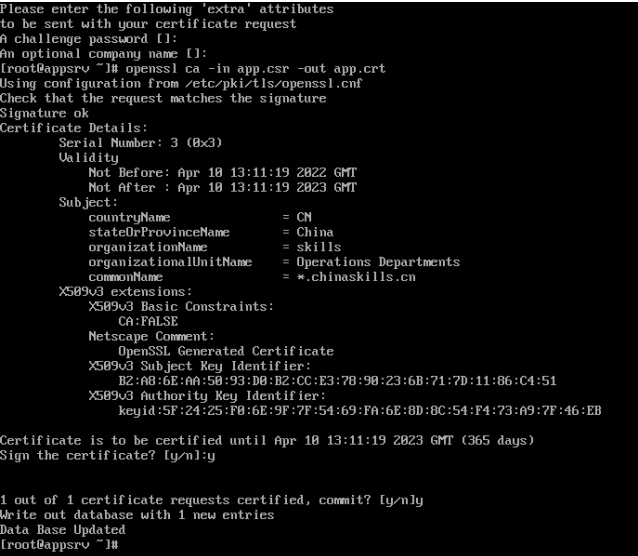 Please enter the following 'extra' attributes
to be sent with your certificate request
A challenge password []:
An optional company name []:
[root@appsrv ~]# openssl ca -in app.csr -out app.crt
Using configuration from /etc/pki/tls/openssl.cnf
Check that the request matches the signature
Signature ok
Certificate Details:
        Serial Number: 3 (0x3)
        Validity
            Not Before: Apr 10 13:11:19 2022 GMT
            Not After : Apr 10 13:11:19 2023 GMT
        Subject:
            countryName               = CN
            stateOrProvinceName       = China
            organizationName          = skills
            organizationalUnitName    = Operations Departments
            commonName                = *.chinaskills.cn
        X509v3 extensions:
            X509v3 Basic Constraints:
                CA:FALSE
            Netscape Comment:
                OpenSSL Generated Certificate
            X509v3 Subject Key Identifier:
                B2:A8:6E:AA:50:93:D0:B2:CC:E3:78:90:23:6B:71:7D:11:86:C4:51
            X509v3 Authority Key Identifier:
                keyid:5F:24:25:F0:6E:9F:7F:54:69:FA:6E:8D:8C:54:F4:73:A9:7F:46:EB
Certificate is to be certified until Apr 10 13:11:19 2023 GMT (365 days)
Sign the certificate? [y/n]:y
1 out of 1 certificate requests certified, commit? [y/n]y
Write out database with 1 new entries
Data Base Updated
[root@appsrv ~]#